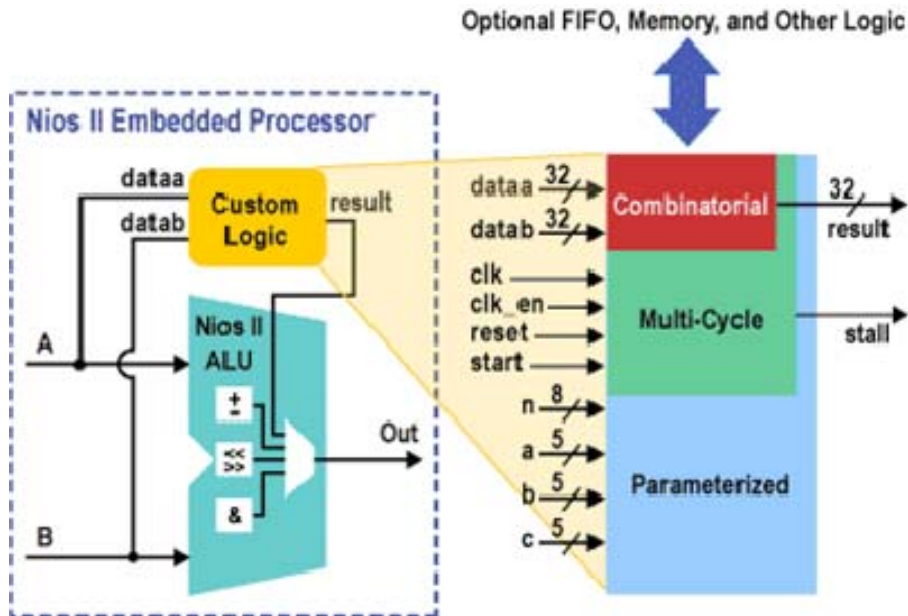 Optional FIFO, Memory, and Other Logic
Nios II Embedded Processor
dataa
datab
Custom
Logic
result
A
Nios II
ALU
+
-
<<
>>
&
Out
B
dataa 32
datab 32
clk
clk_en
reset
start
n 8
a 5
b 5
c 5
Combinatorial
Multi-Cycle
Parameterized
32
result
stall